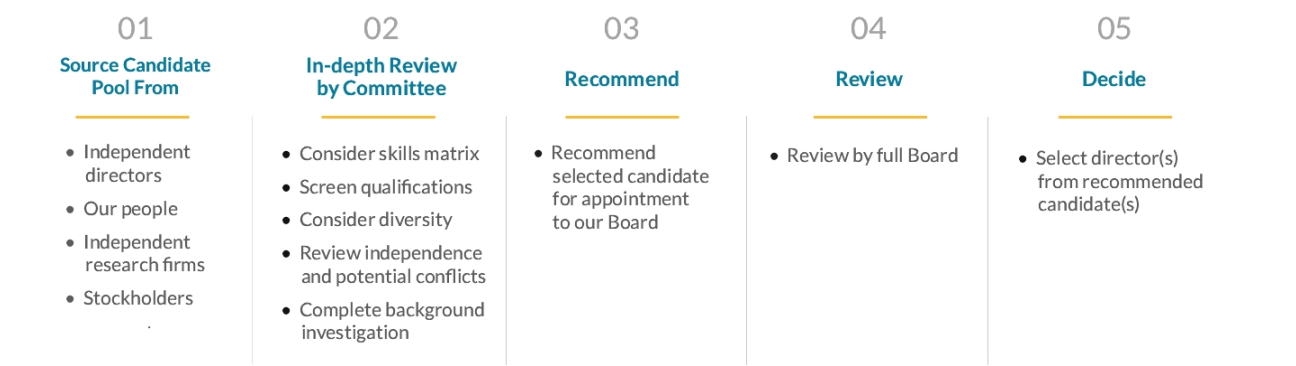 01
Source Candidate
Pool From
• Independent
directors
• Our people
• Independent
research firms
• Stockholders
02
In-depth Review
by Committee
• Consider skills matrix
• Screen qualifications
• Consider diversity
• Review independence
and potential conflicts
• Complete background
investigation
03
Recommend
• Recommend
selected candidate
for appointment
to our Board
04
Review
• Review by full Board
05
Decide
• Select director(s)
from recommended
candidate(s)